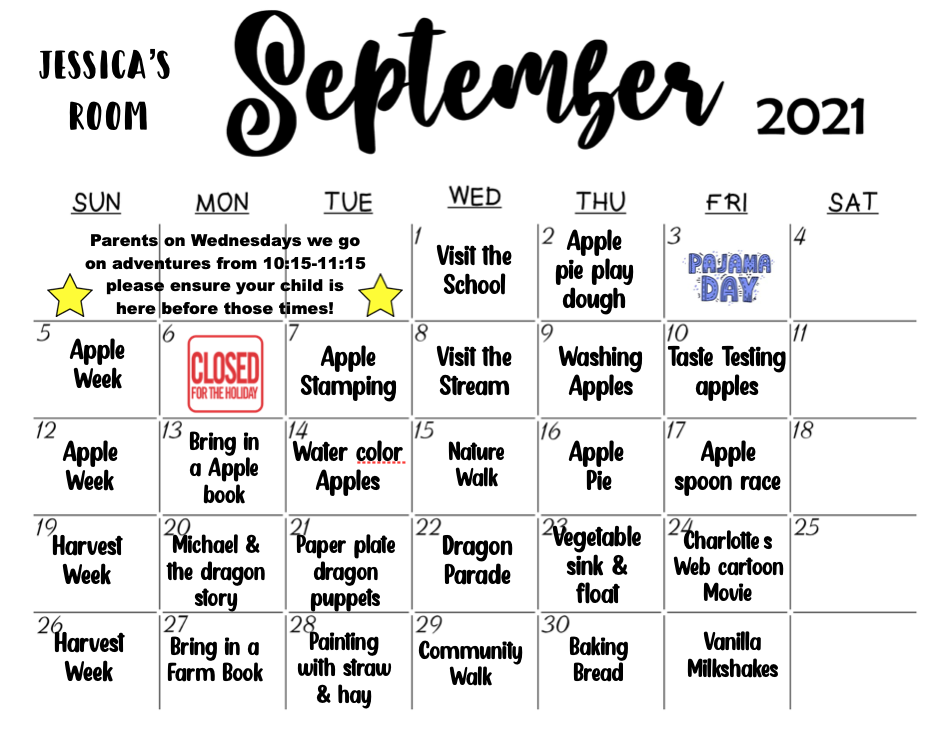 JESSICA'S
ROOM
September
2021
SUN MON TUE WED THU FRI SAT
Parents on Wednesdays we go
on adventures from 10:15-11:15
please ensure your child is
here before those times!
1
Visit the
School
2
Apple
pie play
dough
3
PAJAMA
DAY
4
5
Apple
Week
6
CLOSED
FOR THE HOLIDAY
7
Apple
Stamping
8
Visit the
Stream
9
Washing
Apples
10
Taste Testing
apples
11
12
Apple
Week
13
Bring in
a Apple
book
14
Water color
Apples
15
Nature
Walk
16
Apple
Pie
17
Apple
spoon race
18
19
Harvest
Week
20
Michael &
the dragon
story
21
Paper plate
dragon
puppets
22
Dragon
Parade
23
Vegetable
sink &
float
24
Charlotte s
Web cartoon
Movie
25
26
Harvest
Week
27
Bring in a
Farm Book
28
Painting
with straw
& hay
29
Community
Walk
30
Baking
Bread
Vanilla
Milkshakes